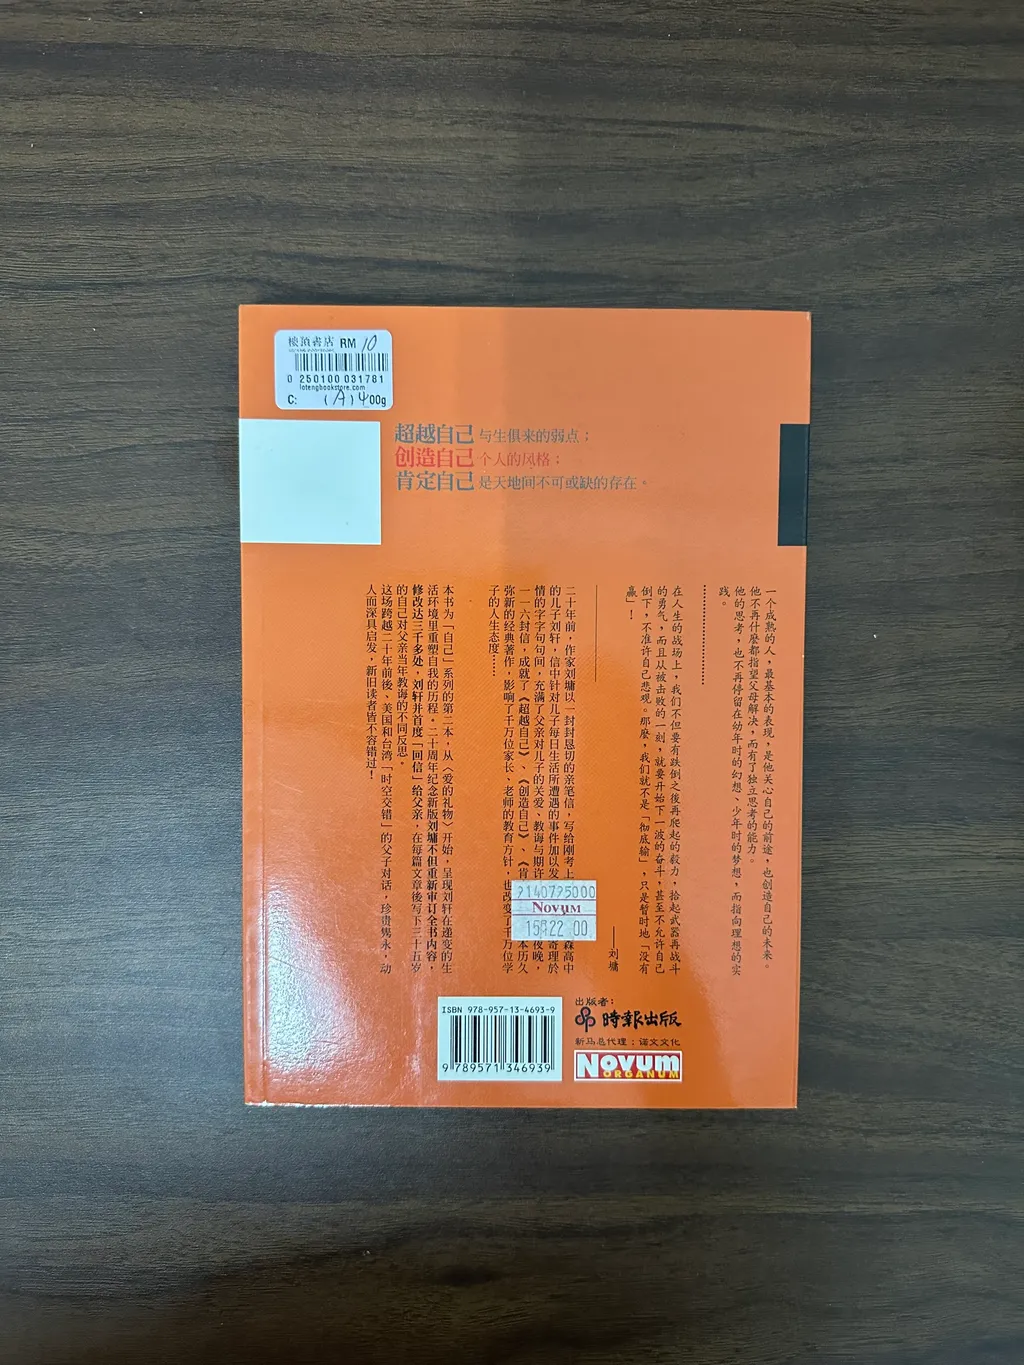 樓頂書店 RM 10
0 250100 031781
lotengbookstore.com
C: (A) 400g
超越自己 与生俱来的弱点；
创造自己 个人的风格；
肯定自己 是天地间不可或缺的存在。
一个成熟的人，最基本的表现，是他关心自己的前途，也创造自己的未来。
他不再什麼都指望父母解决，而有了独立思考的能力。
他的思考，也不再停留在幼年时的幻想、少年时的梦想，而指向理想的实
践。
在人生的战场上，我们不但要有跌倒之後再爬起的毅力，拾起武器再战斗
的勇气，而且从被击败的一刻，就要开始下一波的奋斗，甚至不允许自己
倒下，不准许自己悲观。那麼，我们就不是「彻底输」，只是暂时地「没有
赢」！
——刘墉
二十年前，作家刘墉以一封封恳切的亲笔信，写给刚考上
森高中
的儿子刘轩，信中针对儿子每日生活所遭遇的事件加以发
寄理於
情的字字句句间，充满了父亲对儿子的关爱、教诲与期许
夜晚，
一一六封信，成就了《超越自己》、《创造自己》、《肯
本历久
弥新的经典著作，影响了千万位家长、老师的教育方针，也改变了千万位学
子的人生态度……
本书为「自己」系列的第二本，从〈爱的礼物〉开始，呈现刘轩在递变的生
活环境里重塑自我的历程。二十周年纪念新版刘墉不但重新审订全书内容，
修改达三千多处，刘轩并首度「回信」给父亲，在每篇文章後写下三十五岁
的自己对父亲当年教诲的不同反思。
这场跨越二十年前後、美国和台湾「时空交错」的父子对话，珍贵隽永，动
人而深具启发，新旧读者皆不容错过！
9140795000
NOVUM
15922 00
ISBN 978-957-13-4693-9
9 789571 346939
出版者：
時報出版
新马总代理：诺文文化
NOVUM
ORGANUM